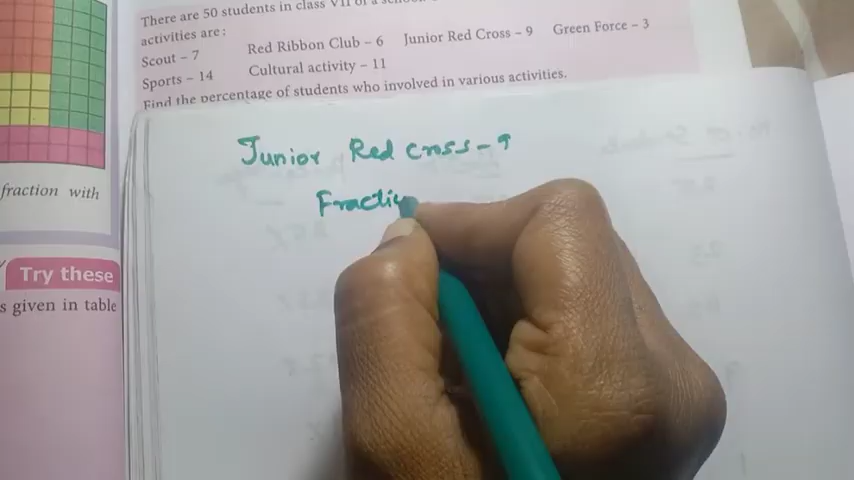 There are 50 students in class VII of a school
activities are :
Scout – 7 Red Ribbon Club – 6 Junior Red Cross – 9 Green Force – 3
Sports – 14 Cultural activity – 11
Find the percentage of students who involved in various activities.
Junior Red cross - 9
Fractio
fraction with
Try these
s given in table